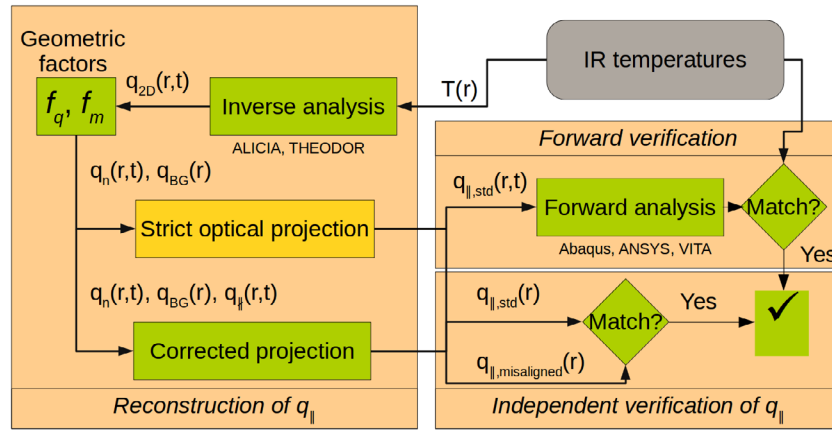 Geometric
factors
f_q, f_m
q_2D(r,t)
Inverse analysis
ALICIA, THEODOR
T(r)
IR temperatures
q_n(r,t), q_BG(r)
Strict optical projection
q_n(r,t), q_BG(r), q_∦(r,t)
Corrected projection
Reconstruction of q_∥
Forward verification
q_∥,std(r,t)
Forward analysis
Abaqus, ANSYS, VITA
Match?
Yes
q_∥,std(r)
Match?
Yes
✓
q_∥,misaligned(r)
Independent verification of q_∥